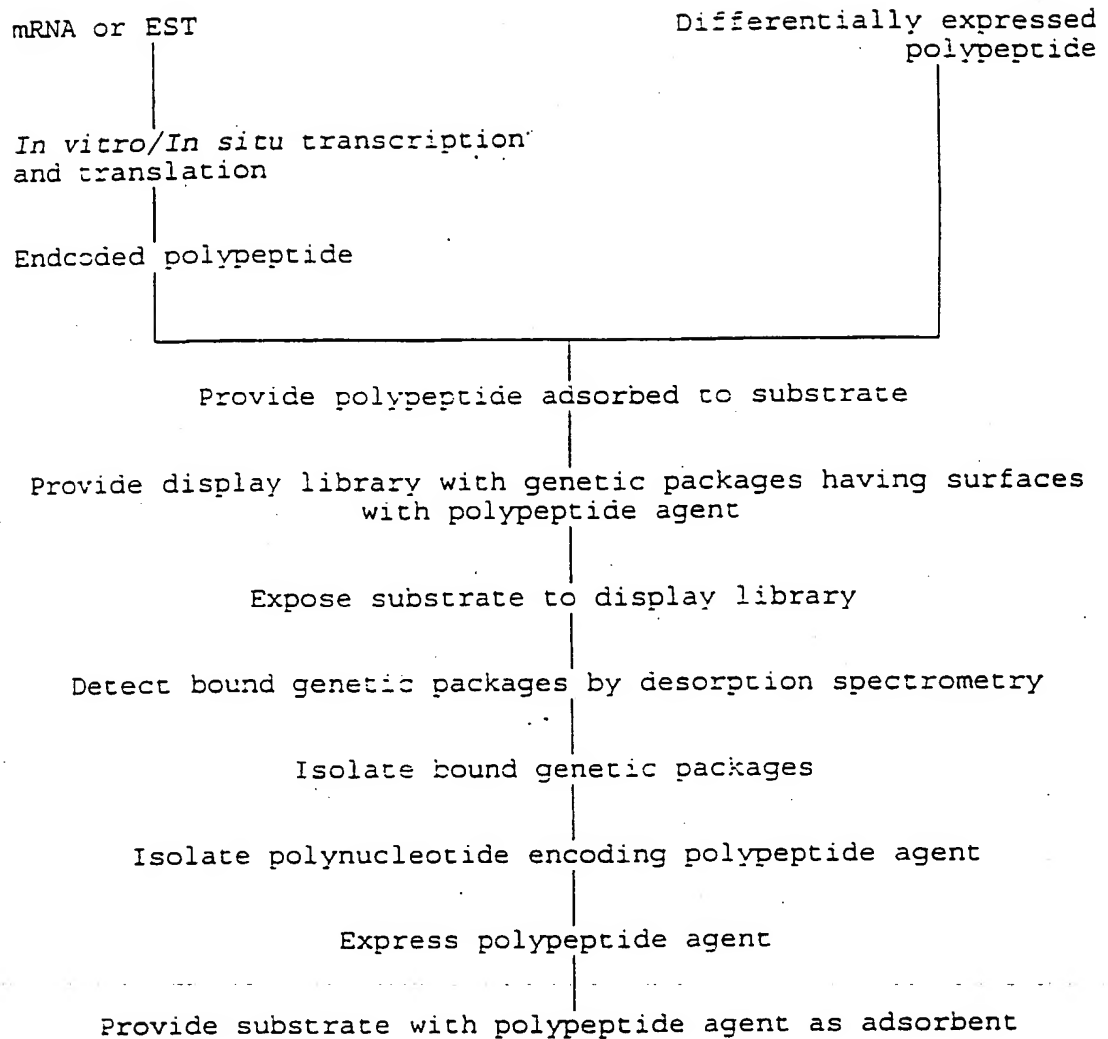 mRNA or EST
Differentially expressed
polypeptide
In vitro/In situ transcription
and translation
Endcoded polypeptide
Provide polypeptide adsorbed to substrate
Provide display library with genetic packages having surfaces
with polypeptide agent
Expose substrate to display library
Detect bound genetic packages by desorption spectrometry
Isolate bound genetic packages
Isolate polynucleotide encoding polypeptide agent
Express polypeptide agent
Provide substrate with polypeptide agent as adsorbent